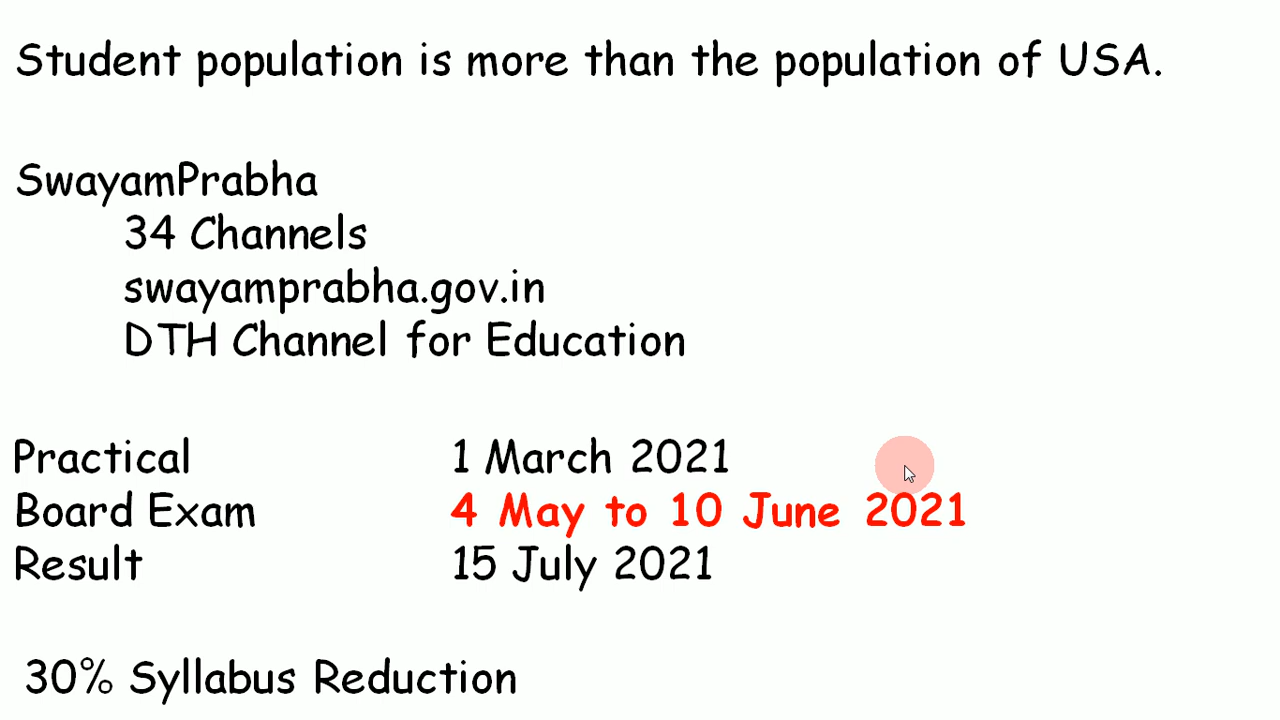 Student population is more than the population of USA.
SwayamPrabha
34 Channels
swayamprabha.gov.in
DTH Channel for Education
Practical 1 March 2021
Board Exam 4 May to 10 June 2021
Result 15 July 2021
30% Syllabus Reduction